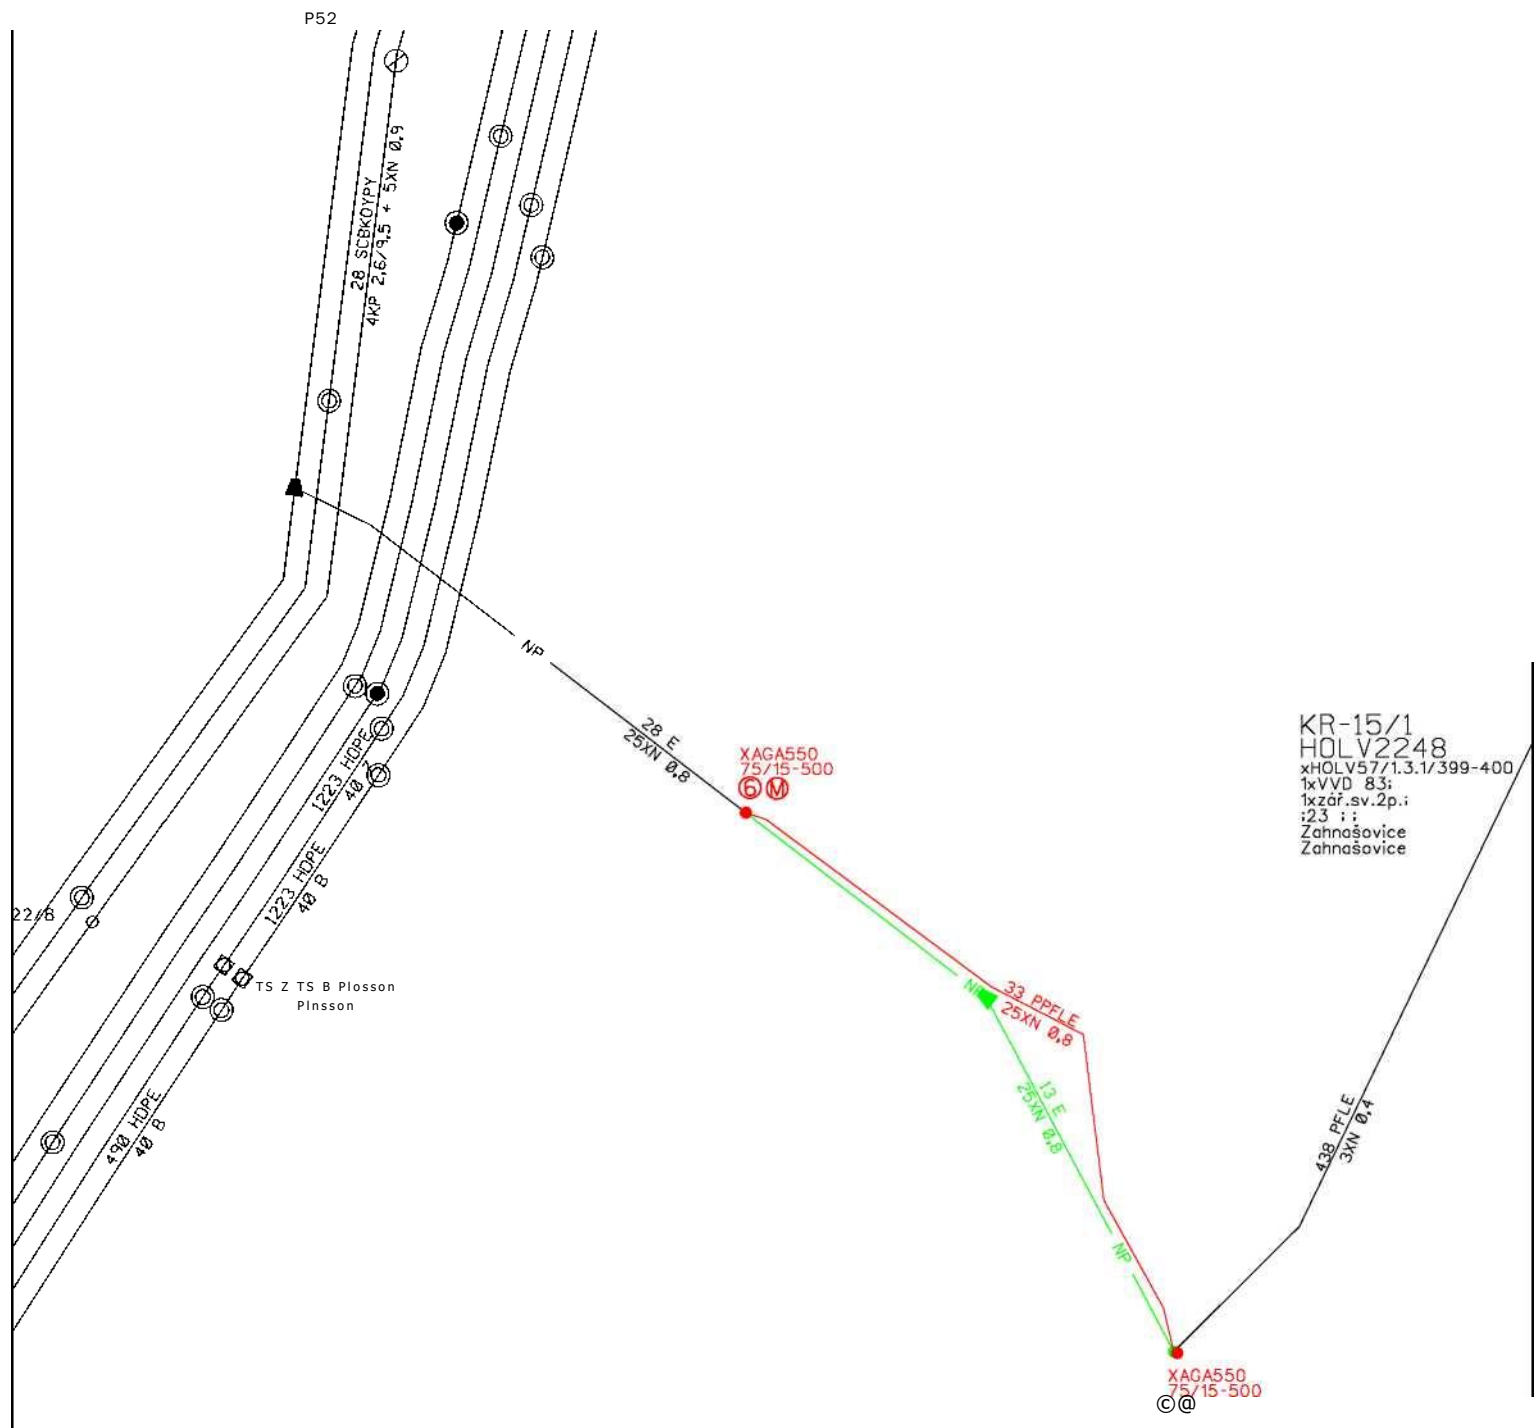 P52
28 SCBKOYPY
4KP 2,6/9,5 + 5XN 0,9
NP
28 E
25XN 0,8
XAGA550
75/15-500
6 M
KR-15/1
HOLV2248
xHOLV57/1.3.1/399-400
1xVVD 83;
1xzář.sv.2p.;
;23 ; ;
Zahnašovice
Zahnašovice
1223 HDPE
40 Z
1223 HDPE
40 B
22/8
TS Z TS B Plosson
Plnsson
NP
33 PPFLE
25XN 0,8
13 E
25XN 0,8
490 HDPE
40 B
438 PFLE
3XN 0,4
NP
XAGA550
75/15-500
©@